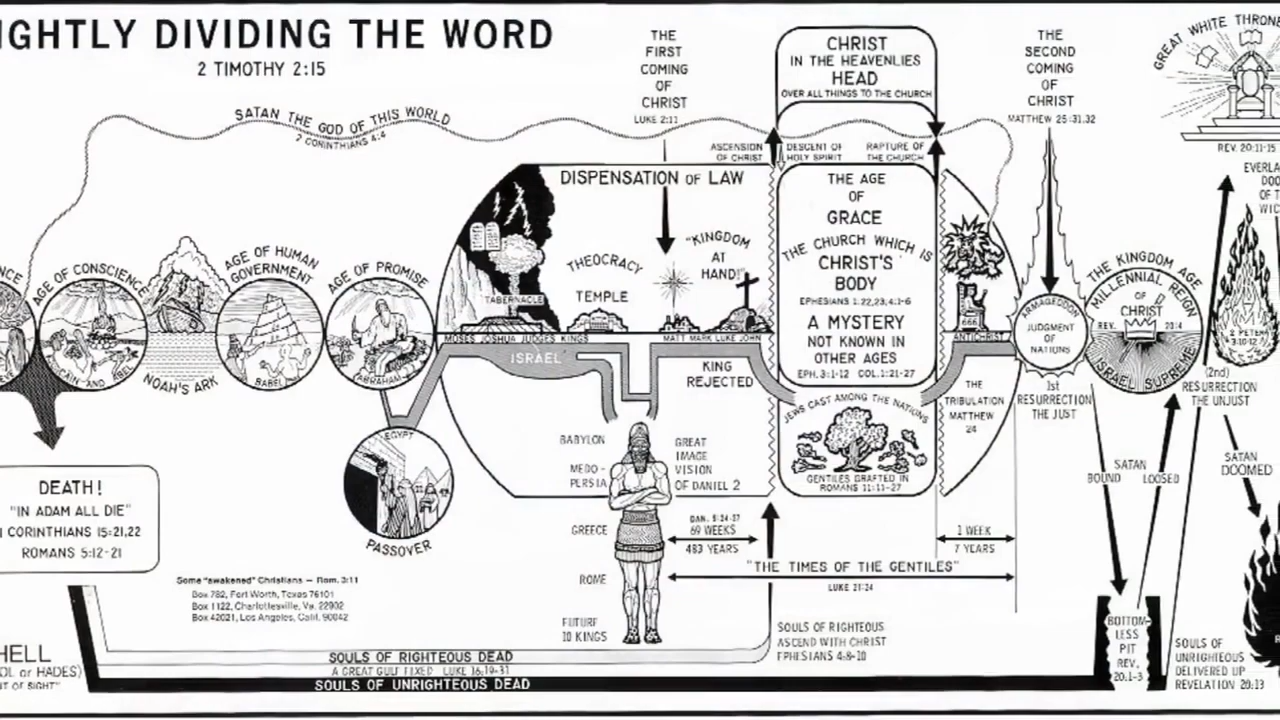 IGHTLY DIVIDING THE WORD
2 TIMOTHY 2:15
SATAN THE GOD OF THIS WORLD
2 CORINTHIANS 4:4
THE
FIRST
COMING
OF
CHRIST
LUKE 2:11
CHRIST
IN THE HEAVENLIES
HEAD
OVER ALL THINGS TO THE CHURCH
THE
SECOND
COMING
OF
CHRIST
MATTHEW 25:31,32
GREAT WHITE THRONE
REV. 20:11-15
ASCENSION
OF CHRIST
DESCENT OF
HOLY SPIRIT
RAPTURE OF
THE CHURCH
NCE
AGE OF CONSCIENCE
CAIN AND ABEL
NOAH'S ARK
AGE OF HUMAN
GOVERNMENT
BABEL
AGE OF PROMISE
ABRAHAM
DISPENSATION OF LAW
THEOCRACY
TABERNACLE
TEMPLE
"KINGDOM
AT
HAND!"
MOSES JOSHUA JUDGES KINGS
MATT MARK LUKE JOHN
ISRAEL
KING
REJECTED
THE AGE
OF
GRACE
THE CHURCH WHICH IS
CHRIST'S
BODY
EPHESIANS 1:22,23,4:1-6
A MYSTERY
NOT KNOWN IN
OTHER AGES
EPH. 3:1-12 COL. 1:21-27
JEWS CAST AMONG THE NATIONS
GENTILES GRAFTED IN
ROMANS 11:11-27
666
ANTICHRIST
THE
TRIBULATION
MATTHEW
24
ARMAGEDDON
JUDGMENT
OF
NATIONS
1st
RESURRECTION
THE JUST
THE KINGDOM AGE
MILLENNIAL REIGN
OF
CHRIST
REV. 20:4
ISRAEL SUPREME
EVERLA
DOO
OF T
WIC
2 PETER
3:10-12
(2nd)
RESURRECTION
THE UNJUST
SATAN
BOUND LOOSED
SATAN
DOOMED
EGYPT
PASSOVER
BABYLON
MEDO-
PERSIA
GREECE
ROME
FUTURE
10 KINGS
GREAT
IMAGE
VISION
OF DANIEL 2
69 WEEKS
483 YEARS
1 WEEK
7 YEARS
"THE TIMES OF THE GENTILES"
LUKE 21:24
DEATH!
"IN ADAM ALL DIE"
I CORINTHIANS 15:21,22
ROMANS 5:12-21
Some "awakened" Christians — Rom. 3:11
Box 782, Fort Worth, Texas 76101
Box 1122, Charlottesville, Va. 22902
Box 42021, Los Angeles, Calif. 90042
HELL
OL or HADES)
T OF SIGHT"
SOULS OF RIGHTEOUS DEAD
A GREAT GULF FIXED LUKE 16:19-31
SOULS OF UNRIGHTEOUS DEAD
SOULS OF RIGHTEOUS
ASCEND WITH CHRIST
EPHESIANS 4:8-10
BOTTOM-
LESS
PIT
REV.
20:1-3
SOULS OF
UNRIGHTEOUS
DELIVERED UP
REVELATION 20:13